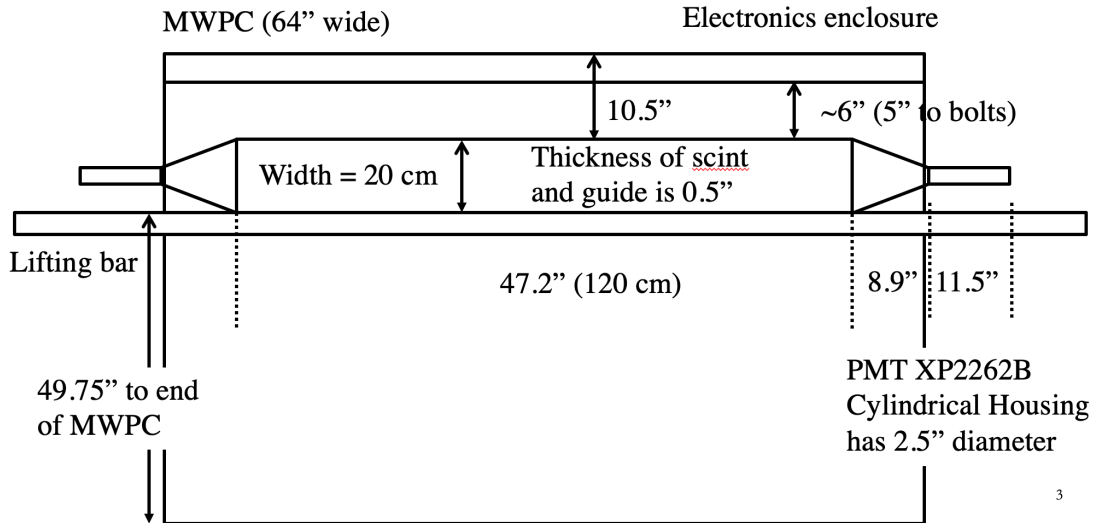 MWPC (64” wide)
Electronics enclosure
10.5”
~6” (5” to bolts)
Width = 20 cm
Thickness of scint
and guide is 0.5”
Lifting bar
47.2” (120 cm)
8.9”
11.5”
49.75” to end
of MWPC
PMT XP2262B
Cylindrical Housing
has 2.5” diameter
3